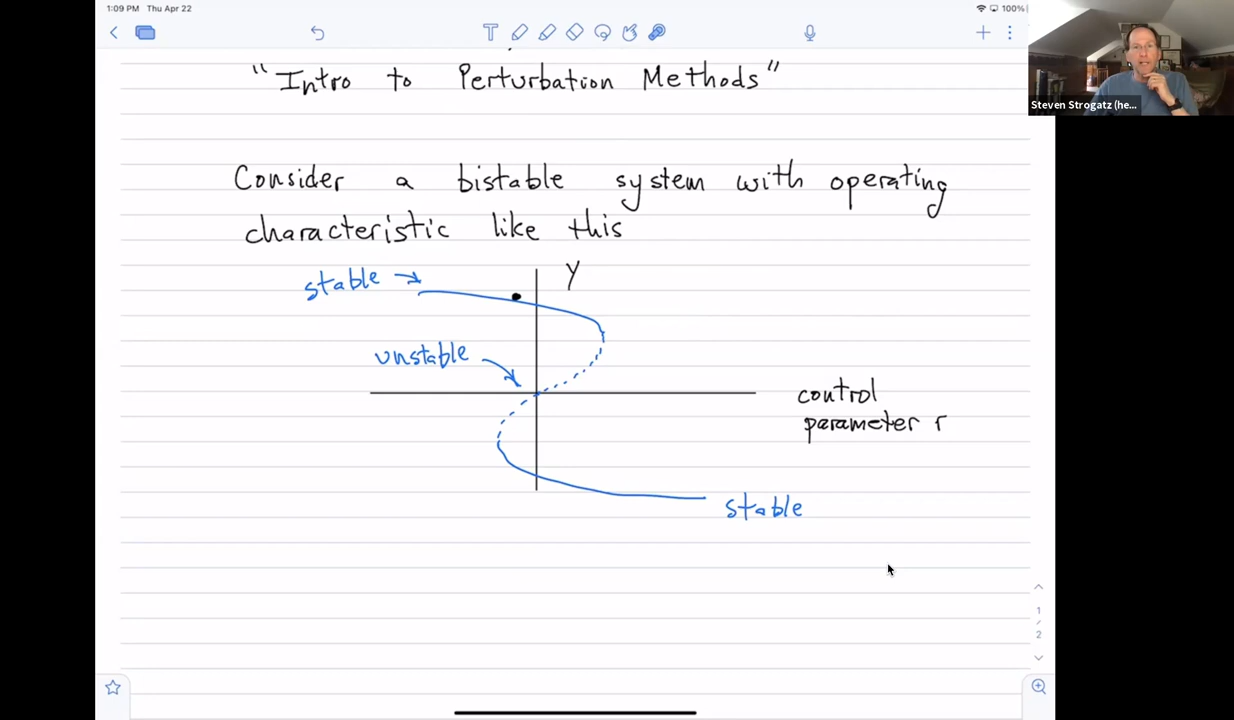 1:09 PM Thu Apr 22
100%
"Intro to Perturbation Methods"
Steven Strogatz (he...
Consider a bistable system with operating
characteristic like this
stable
y
unstable
control
parameter r
stable
1
/
2